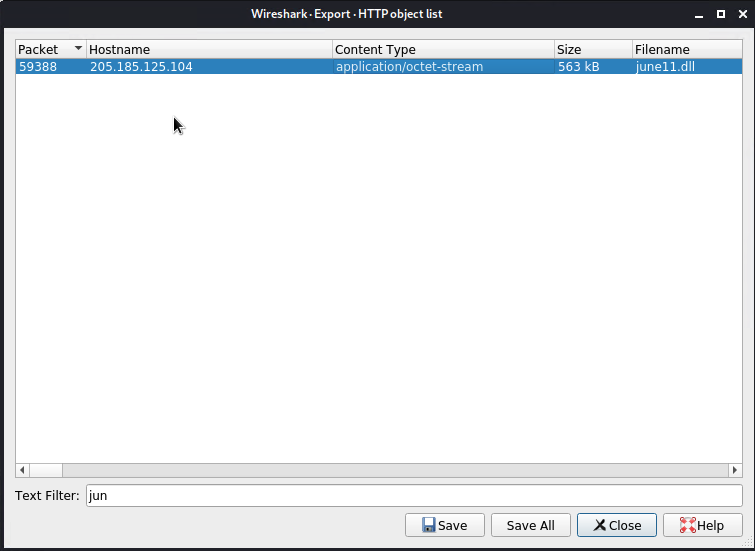 Wireshark · Export · HTTP object list
Packet Hostname Content Type Size Filename
59388 205.185.125.104 application/octet-stream 563 kB june11.dll
Text Filter: jun
Save Save All Close Help